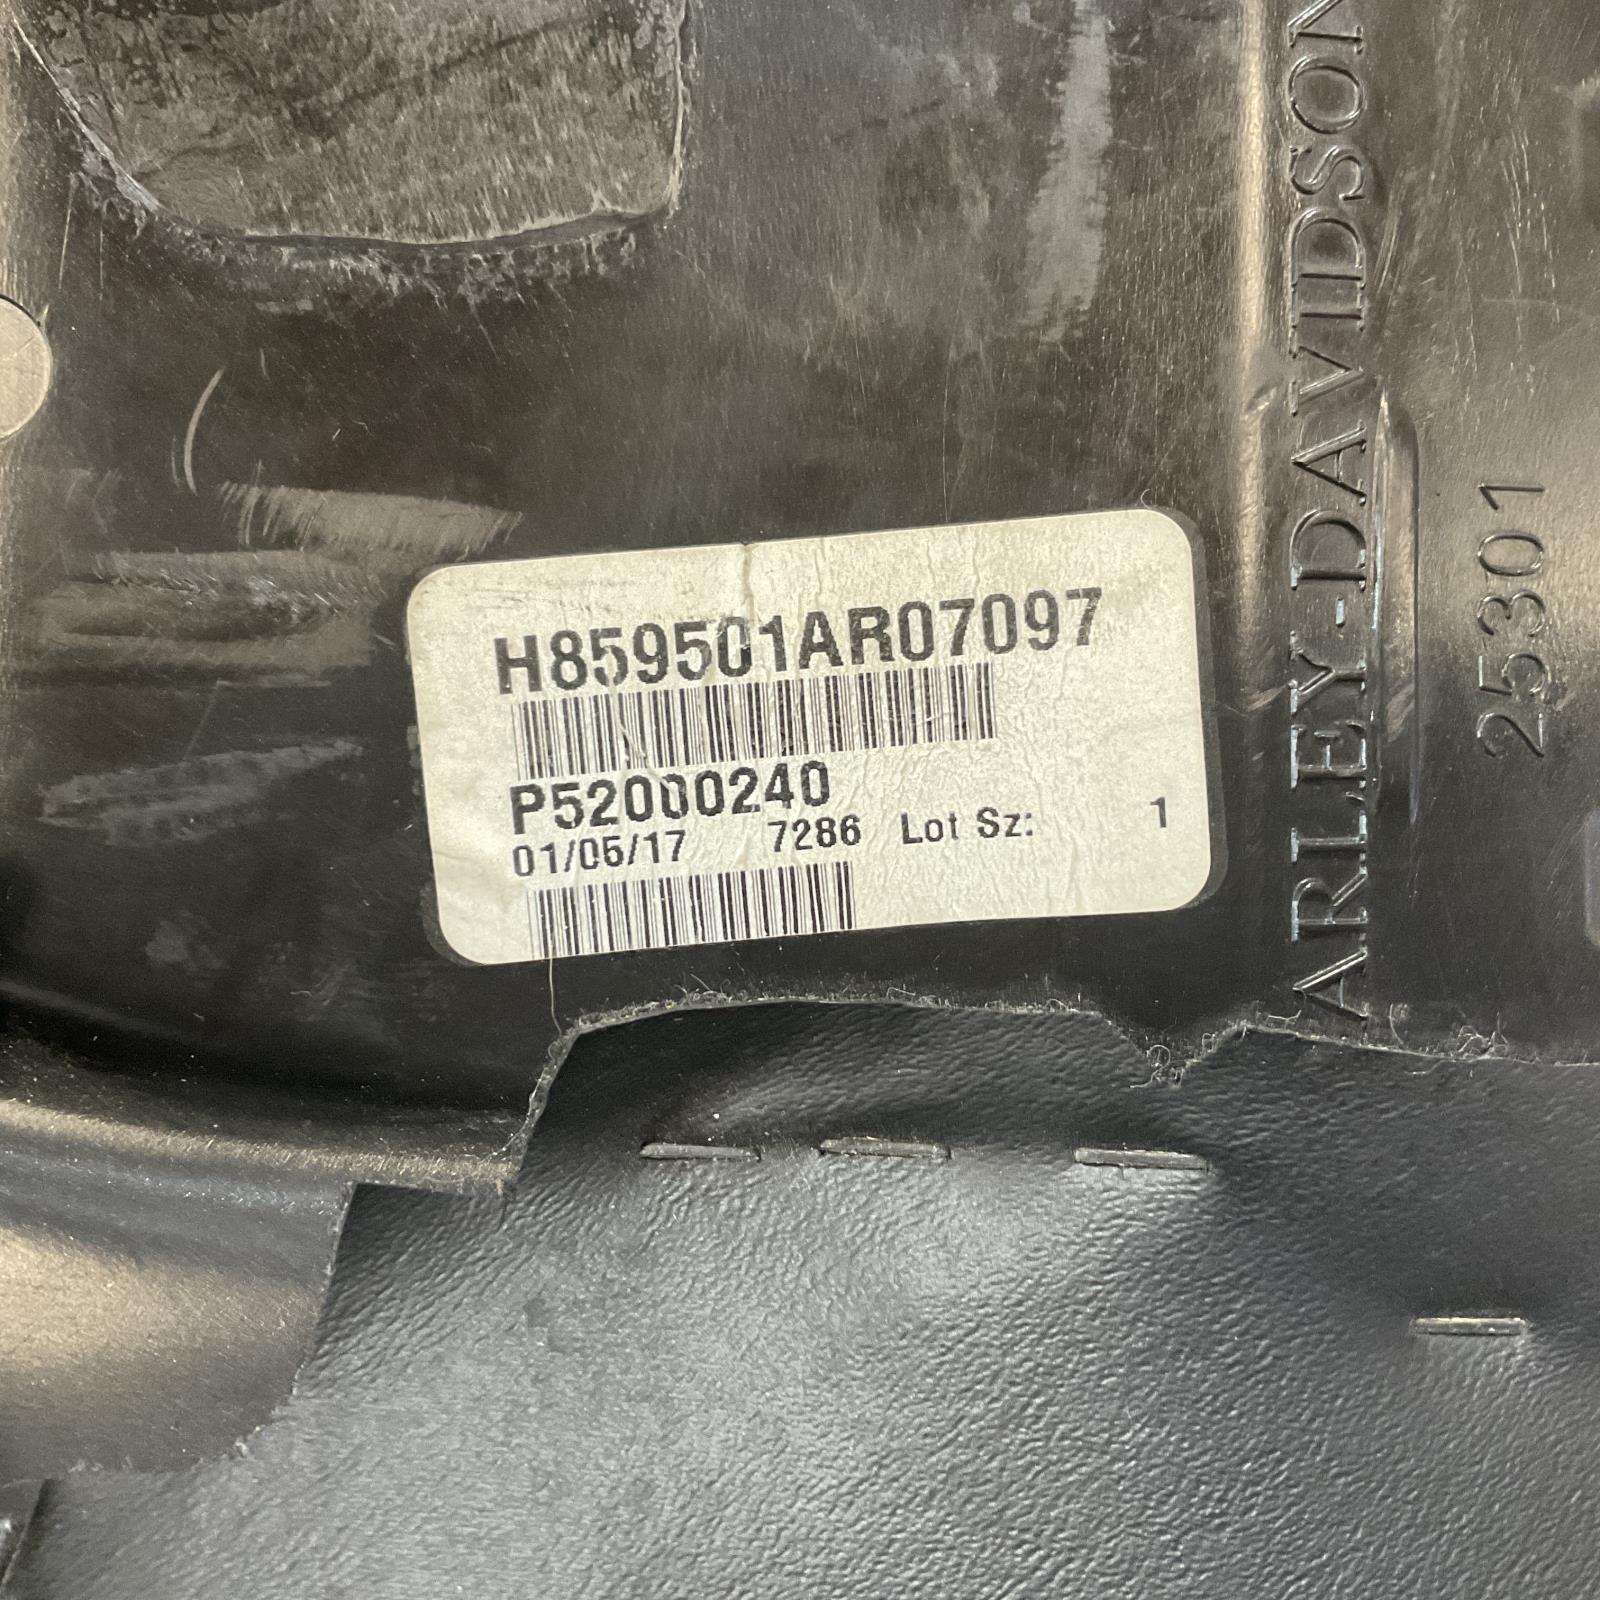 H859501AR07097
P52000240
01/05/17 7286 Lot Sz: 1
ARLEY-DAVIDSON
25301